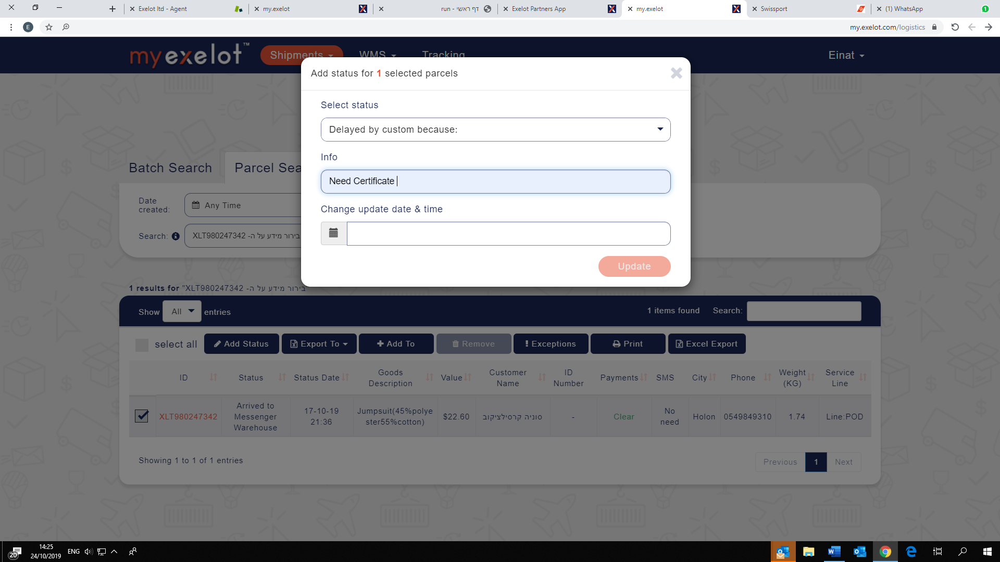 Exelot ltd - Agent
my.exelot
דף ראשי - run
Exelot Partners App
my.exelot
Swissport
(1) WhatsApp
1
E
my.exelot.com/logistics
my exelot™
Shipments
WMS
Tracking
Einat
Add status for 1 selected parcels
Select status
Delayed by custom because:
Info
Need Certificate
Change update date & time
Update
Batch Search
Parcel Sea
Date created:
Any Time
Search:
בירור מידע על ה- XLT980247342
1 results for "XLT980247342 בירור מידע על ה-
Show All entries
1 items found
Search:
select all
Add Status
Export To
Add To
Remove
Exceptions
Print
Excel Export
ID
Status
Status Date
Goods Description
Value
Customer Name
ID Number
Payments
SMS
City
Phone
Weight (KG)
Service Line
XLT980247342
Arrived to Messenger Warehouse
17-10-19 21:36
Jumpsuit(45%polyester55%cotton)
$22.60
סוניה קרסילציקוב
-
Clear
No need
Holon
0549849310
1.74
Line:POD
Showing 1 to 1 of 1 entries
Previous
1
Next
20
14:25
24/10/2019
ENG